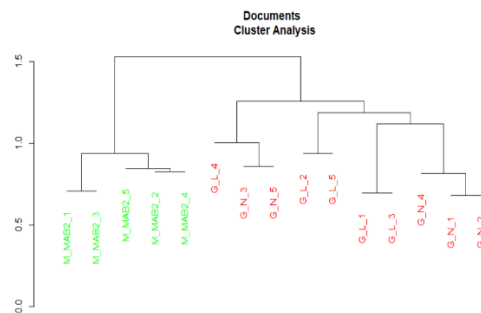 Documents
Cluster Analysis
1.5
1.0
0.5
0.0
M_MAB2_1
M_MAB2_3
M_MAB2_5
M_MAB2_2
M_MAB2_4
G_L_4
G_N_3
G_N_5
G_L_2
G_L_5
G_L_1
G_L_3
G_N_4
G_N_1
G_N_2